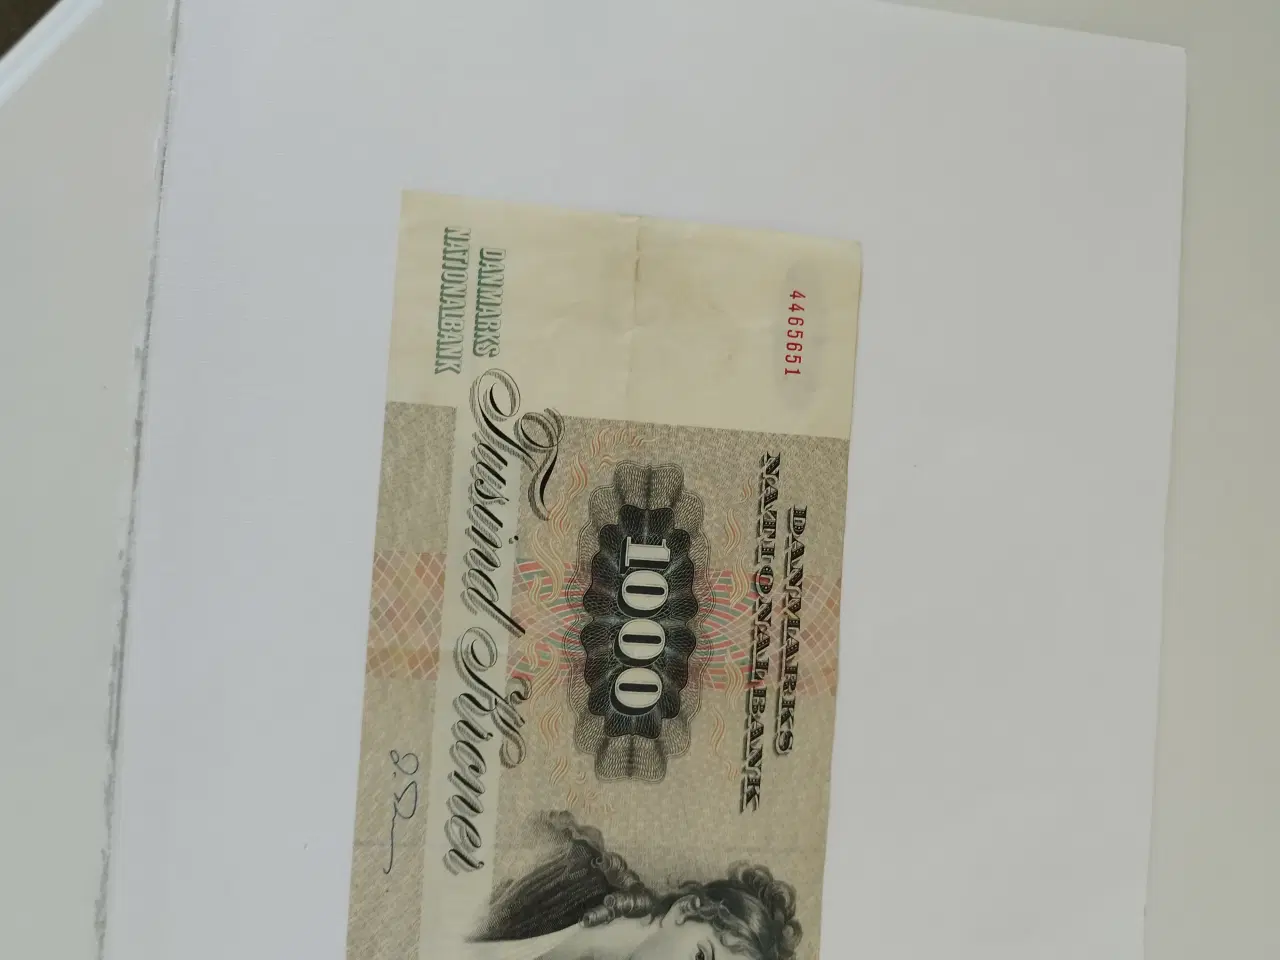 4465651
DANMARKS
NATIONALBANK
1000
Tusind Kroner
DANMARKS
NATIONALBANK